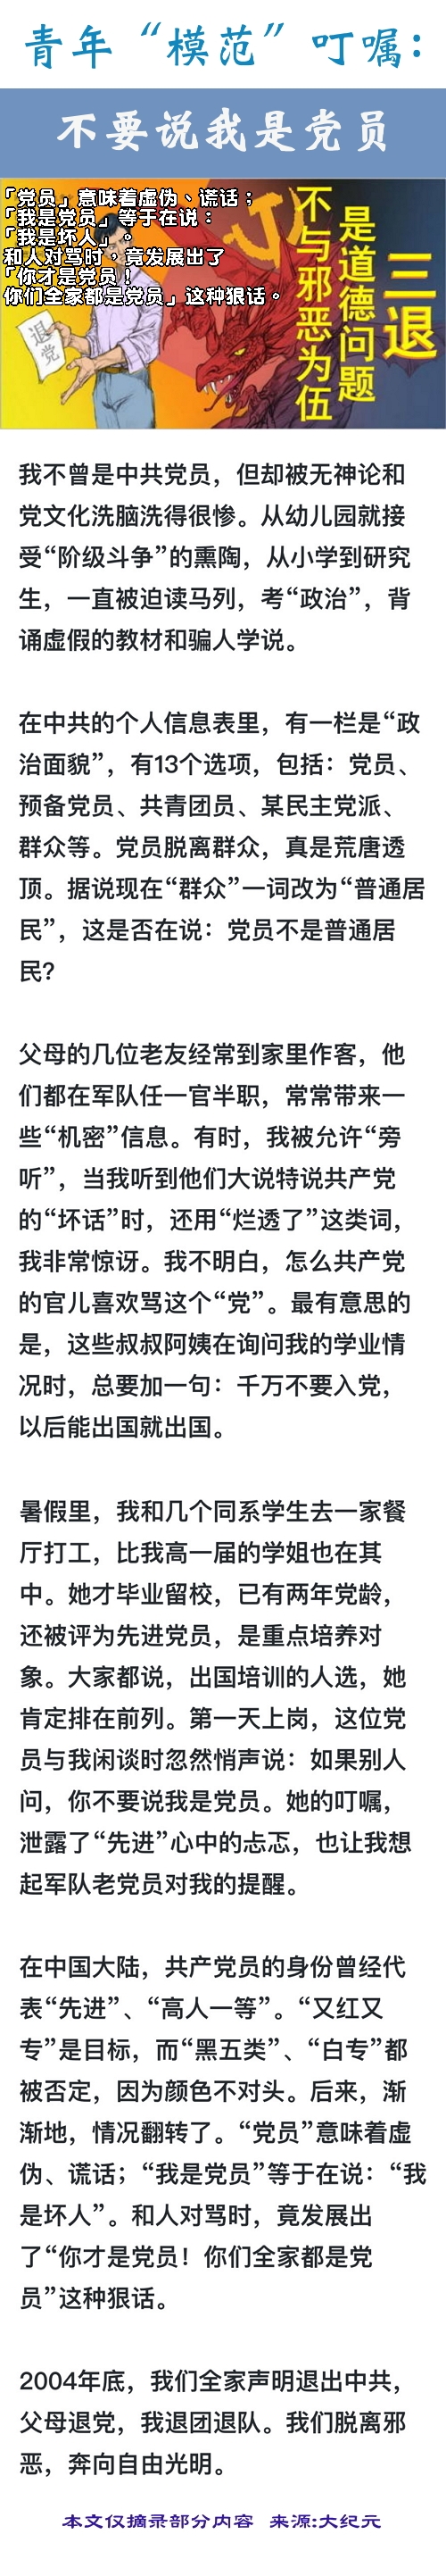 青年“模范”叮嘱：
不要说我是党员
「党员」意味着虚伪、谎话；
「我是党员」等于在说：
「我是坏人」。
和人对骂时，竟发展出了
「你才是党员！
你们全家都是党员」这种狠话。
退党
三退
是道德问题
不与邪恶为伍
我不曾是中共党员，但却被无神论和
党文化洗脑洗得很惨。从幼儿园就接
受“阶级斗争”的熏陶，从小学到研究
生，一直被迫读马列，考“政治”，背
诵虚假的教材和骗人学说。
在中共的个人信息表里，有一栏是“政
治面貌”，有13个选项，包括：党员、
预备党员、共青团员、某民主党派、
群众等。党员脱离群众，真是荒唐透
顶。据说现在“群众”一词改为“普通居
民”，这是否在说：党员不是普通居
民?
父母的几位老友经常到家里作客，他
们都在军队任一官半职，常常带来一
些“机密”信息。有时，我被允许“旁
听”，当我听到他们大说特说共产党
的“坏话”时，还用“烂透了”这类词，
我非常惊讶。我不明白，怎么共产党
的官儿喜欢骂这个“党”。最有意思的
是，这些叔叔阿姨在询问我的学业情
况时，总要加一句：千万不要入党，
以后能出国就出国。
暑假里，我和几个同系学生去一家餐
厅打工，比我高一届的学姐也在其
中。她才毕业留校，已有两年党龄，
还被评为先进党员，是重点培养对
象。大家都说，出国培训的人选，她
肯定排在前列。第一天上岗，这位党
员与我闲谈时忽然悄声说：如果别人
问，你不要说我是党员。她的叮嘱，
泄露了“先进”心中的忐忑，也让我想
起军队老党员对我的提醒。
在中国大陆，共产党员的身份曾经代
表“先进”、“高人一等”。“又红又
专”是目标，而“黑五类”、“白专”都
被否定，因为颜色不对头。后来，渐
渐地，情况翻转了。“党员”意味着虚
伪、谎话；“我是党员”等于在说：“我
是坏人”。和人对骂时，竟发展出
了“你才是党员！你们全家都是党
员”这种狠话。
2004年底，我们全家声明退出中共，
父母退党，我退团退队。我们脱离邪
恶，奔向自由光明。
本文仅摘录部分内容 来源:大纪元